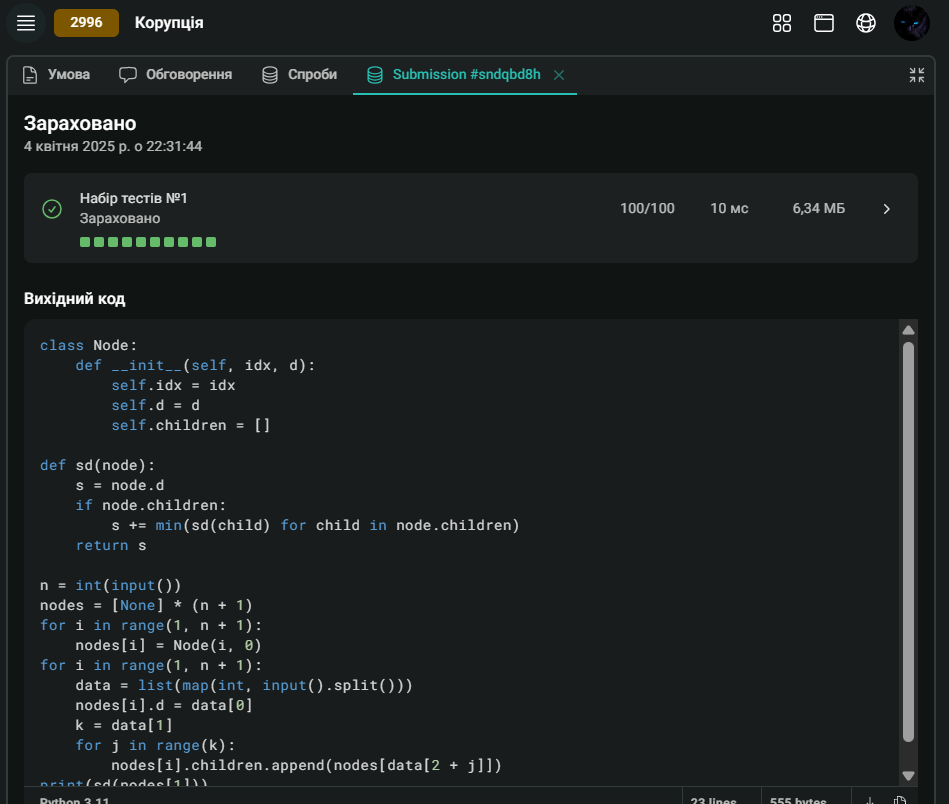 2996 Корупція
Умова Обговорення Спроби Submission #sndqbd8h
Зараховано
4 квітня 2025 р. о 22:31:44
Набір тестів №1
Зараховано
100/100 10 мс 6,34 МБ
Вихідний код
class Node:
    def __init__(self, idx, d):
        self.idx = idx
        self.d = d
        self.children = []

def sd(node):
    s = node.d
    if node.children:
        s += min(sd(child) for child in node.children)
    return s

n = int(input())
nodes = [None] * (n + 1)
for i in range(1, n + 1):
    nodes[i] = Node(i, 0)
for i in range(1, n + 1):
    data = list(map(int, input().split()))
    nodes[i].d = data[0]
    k = data[1]
    for j in range(k):
        nodes[i].children.append(nodes[data[2 + j]])
print(sd(nodes[1]))
Python 3.11 23 lines 555 bytes